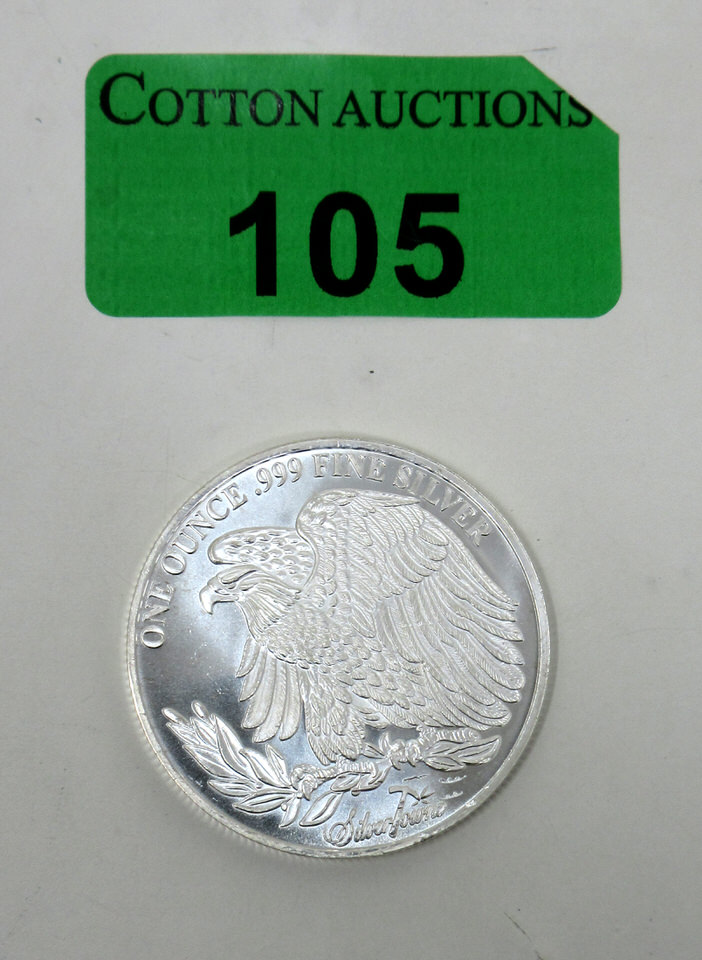 COTTON AUCTIONS
105
ONE OUNCE .999 FINE SILVER
Silvertowne